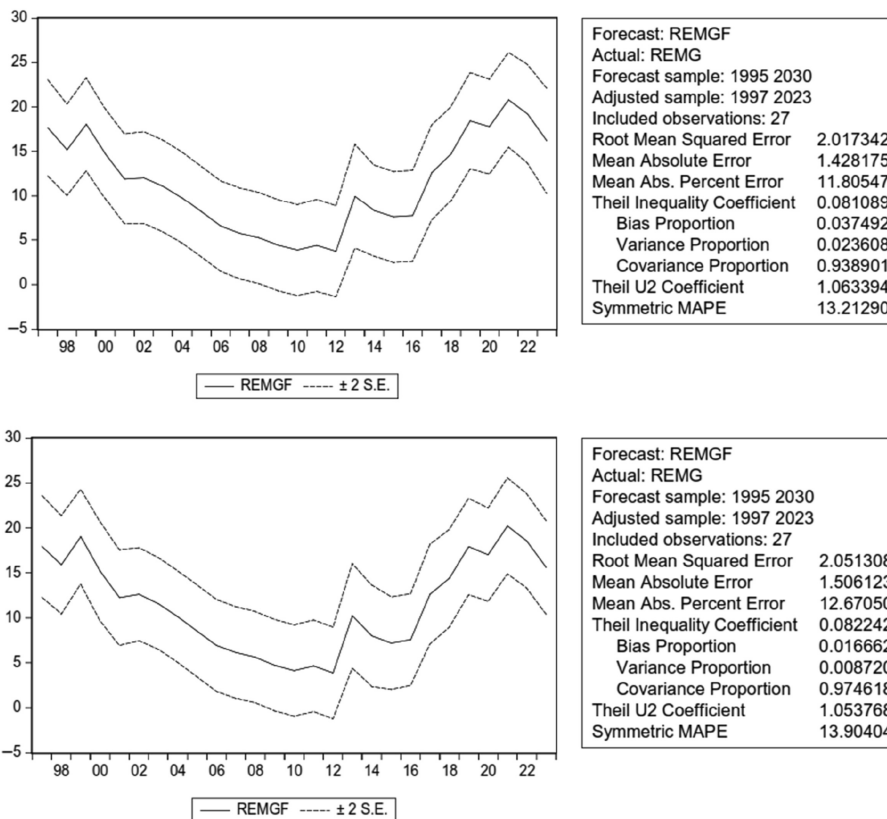 30
25
20
15
10
5
0
–5
98 00 02 04 06 08 10 12 14 16 18 20 22
REMGF ± 2 S.E.
Forecast: REMGF
Actual: REMG
Forecast sample: 1995 2030
Adjusted sample: 1997 2023
Included observations: 27
Root Mean Squared Error 2.017342
Mean Absolute Error 1.428175
Mean Abs. Percent Error 11.80547
Theil Inequality Coefficient 0.081089
Bias Proportion 0.037492
Variance Proportion 0.023608
Covariance Proportion 0.938901
Theil U2 Coefficient 1.063394
Symmetric MAPE 13.21290
30
25
20
15
10
5
0
–5
98 00 02 04 06 08 10 12 14 16 18 20 22
REMGF ± 2 S.E.
Forecast: REMGF
Actual: REMG
Forecast sample: 1995 2030
Adjusted sample: 1997 2023
Included observations: 27
Root Mean Squared Error 2.051308
Mean Absolute Error 1.506123
Mean Abs. Percent Error 12.67050
Theil Inequality Coefficient 0.082242
Bias Proportion 0.016662
Variance Proportion 0.008720
Covariance Proportion 0.974618
Theil U2 Coefficient 1.053768
Symmetric MAPE 13.90404